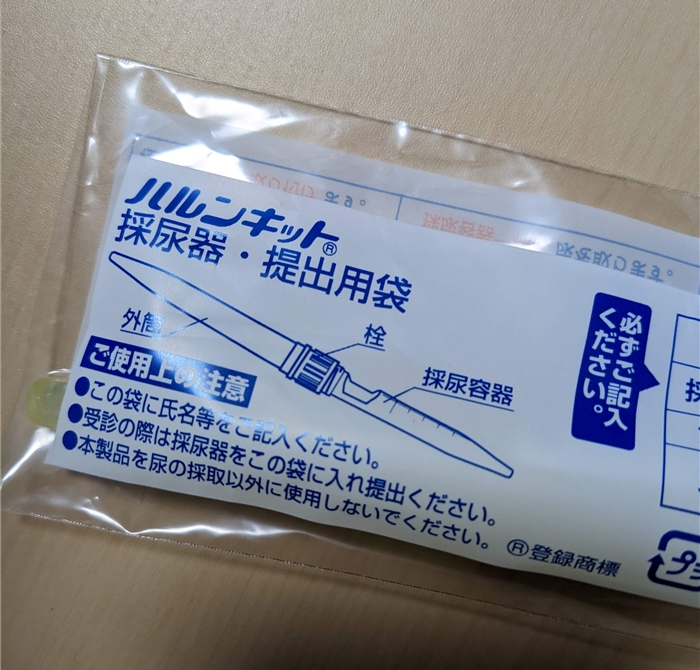 ハルンキット®
採尿器・提出用袋
外筒
栓
採尿容器
ご使用上の注意
●この袋に氏名等をご記入ください。
●受診の際は採尿器をこの袋に入れ提出ください。
●本製品を尿の採取以外に使用しないでください。
®登録商標
必ずご記入
ください。
採
プラ